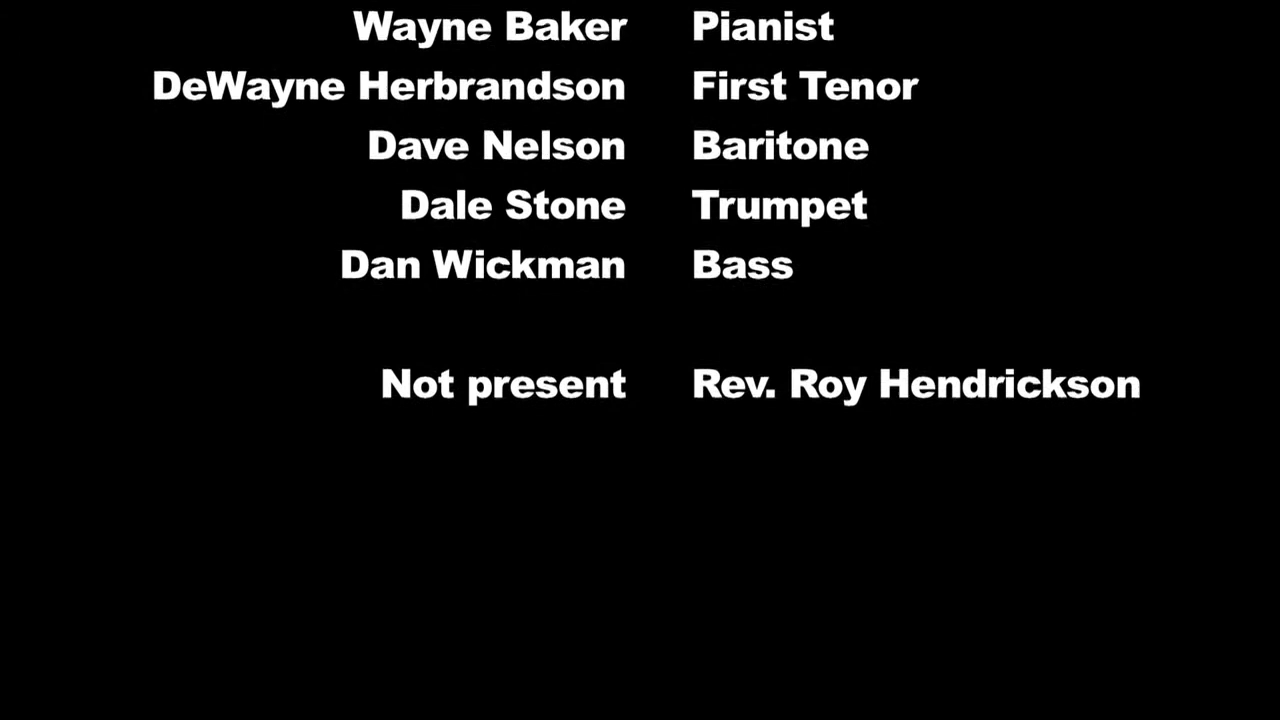 Wayne Baker Pianist
DeWayne Herbrandson First Tenor
Dave Nelson Baritone
Dale Stone Trumpet
Dan Wickman Bass
Not present Rev. Roy Hendrickson